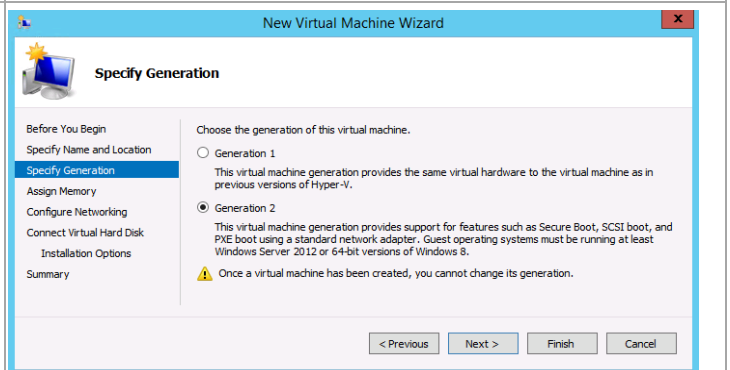 New Virtual Machine Wizard
x
Specify Generation
Before You Begin
Specify Name and Location
Specify Generation
Assign Memory
Configure Networking
Connect Virtual Hard Disk
Installation Options
Summary
Choose the generation of this virtual machine.
Generation 1
This virtual machine generation provides the same virtual hardware to the virtual machine as in
previous versions of Hyper-V.
Generation 2
This virtual machine generation provides support for features such as Secure Boot, SCSI boot, and
PXE boot using a standard network adapter. Guest operating systems must be running at least
Windows Server 2012 or 64-bit versions of Windows 8.
Once a virtual machine has been created, you cannot change its generation.
< Previous
Next >
Finish
Cancel